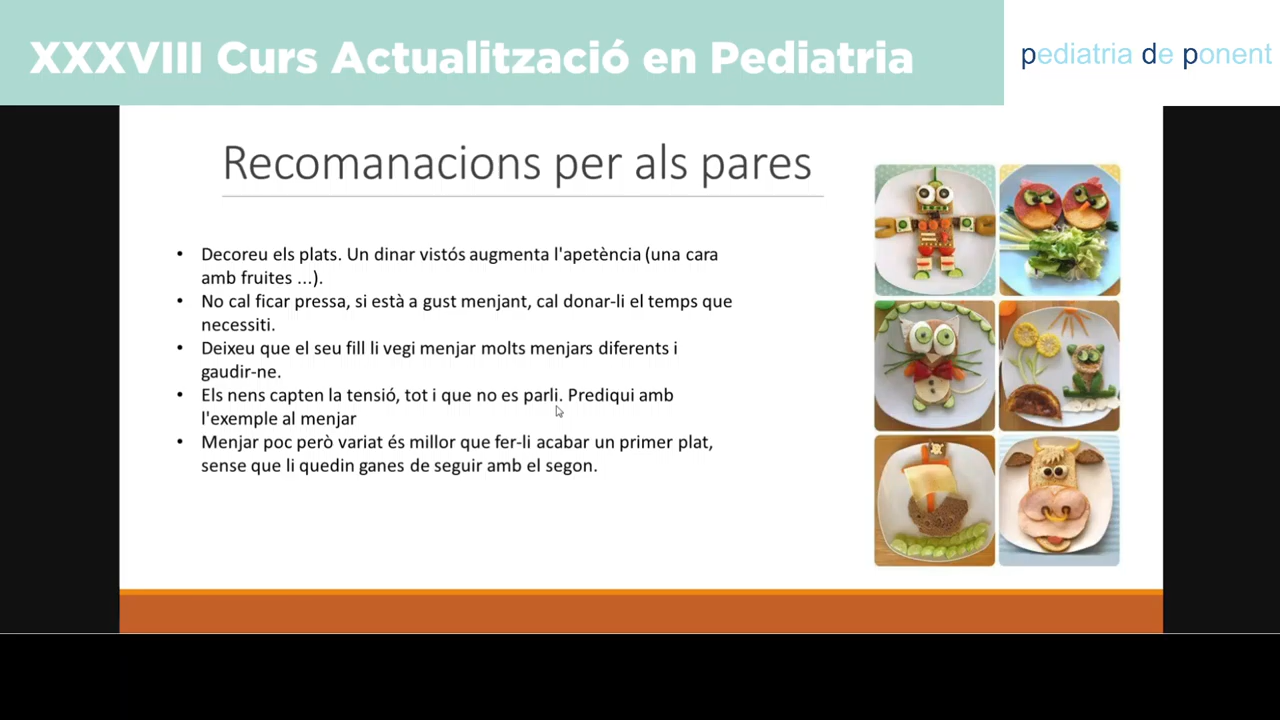 XXXVIII Curs Actualització en Pediatria
pediatria de ponent
Recomanacions per als pares
• Decoreu els plats. Un dinar vistós augmenta l'apetència (una cara
amb fruites ...).
• No cal ficar pressa, si està a gust menjant, cal donar-li el temps que
necessiti.
• Deixeu que el seu fill li vegi menjar molts menjars diferents i
gaudir-ne.
• Els nens capten la tensió, tot i que no es parli. Prediqui amb
l'exemple al menjar
• Menjar poc però variat és millor que fer-li acabar un primer plat,
sense que li quedin ganes de seguir amb el segon.